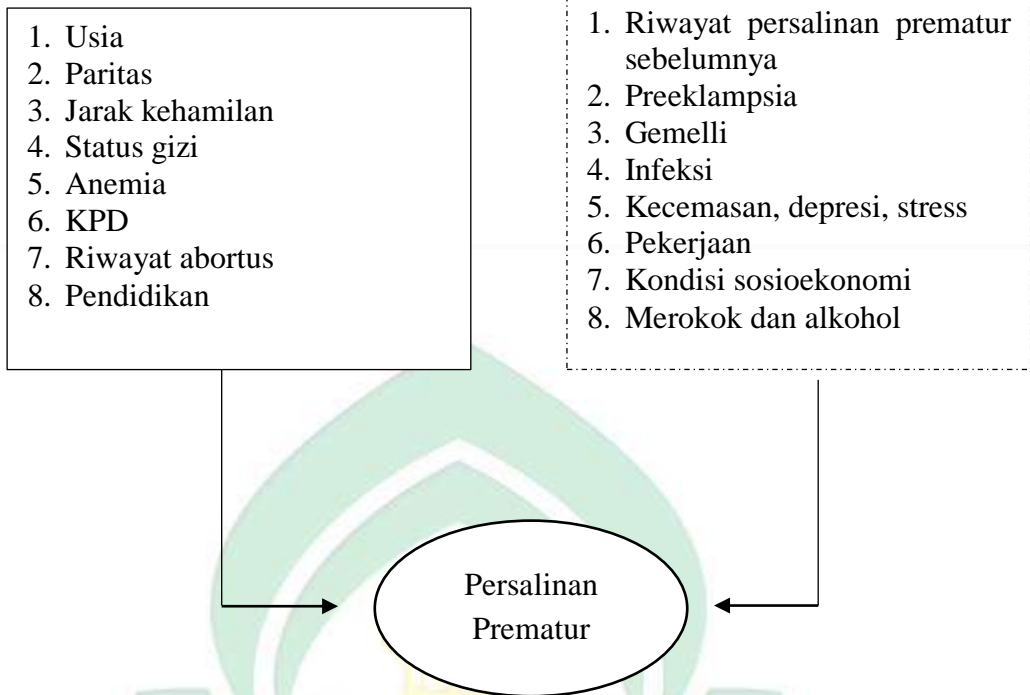 1. Usia
2. Paritas
3. Jarak kehamilan
4. Status gizi
5. Anemia
6. KPD
7. Riwayat abortus
8. Pendidikan
1. Riwayat persalinan prematur
sebelumnya
2. Preeklampsia
3. Gemelli
4. Infeksi
5. Kecemasan, depresi, stress
6. Pekerjaan
7. Kondisi sosioekonomi
8. Merokok dan alkohol
Persalinan
Prematur